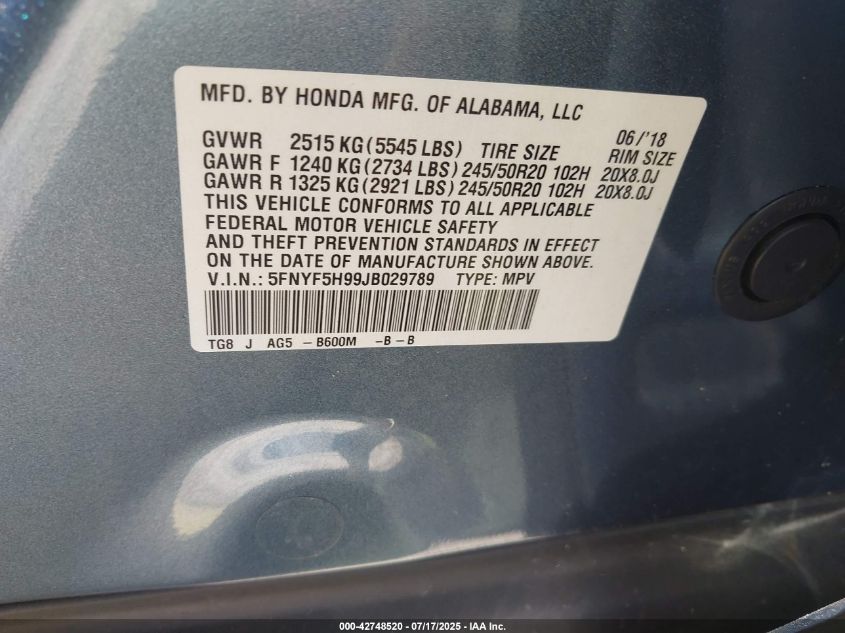 MFD. BY HONDA MFG. OF ALABAMA, LLC
06/'18
GVWR 2515 KG(5545 LBS) TIRE SIZE RIM SIZE
GAWR F 1240 KG(2734 LBS)245/50R20 102H 20X8.0J
GAWR R 1325 KG(2921 LBS)245/50R20 102H 20X8.0J
THIS VEHICLE CONFORMS TO ALL APPLICABLE
FEDERAL MOTOR VEHICLE SAFETY
AND THEFT PREVENTION STANDARDS IN EFFECT
ON THE DATE OF MANUFACTURE SHOWN ABOVE.
V.I.N.: 5FNYF5H99JB029789 TYPE: MPV
TG8 J AG5 -B600M -B-B
000-42748520 - 07/17/2025 - IAA Inc.